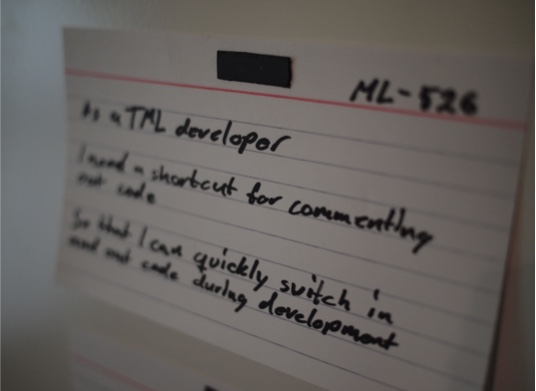 ML-526
As a TML developer
I need a shortcut for commenting
out code
So that I can quickly switch in
and out code during development